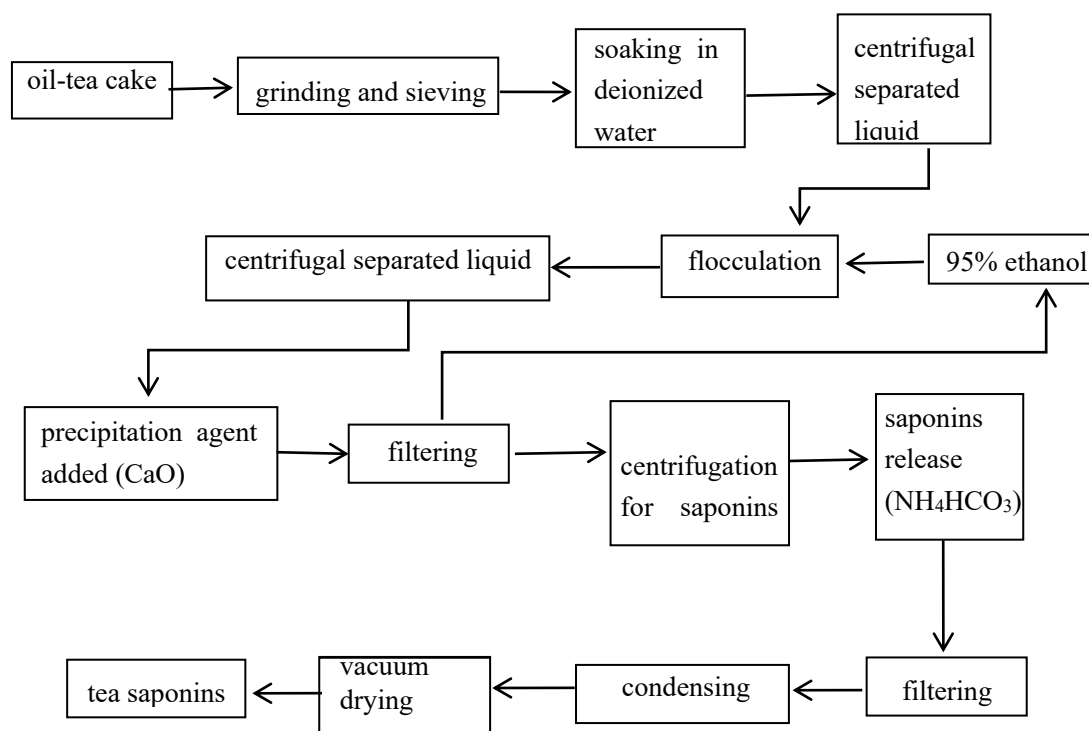 oil-tea cake
grinding and sieving
soaking in
deionized
water
centrifugal
separated
liquid
centrifugal separated liquid
flocculation
95% ethanol
precipitation agent
added (CaO)
filtering
centrifugation
for saponins
saponins
release
(NH₄HCO₃)
tea saponins
vacuum
drying
condensing
filtering